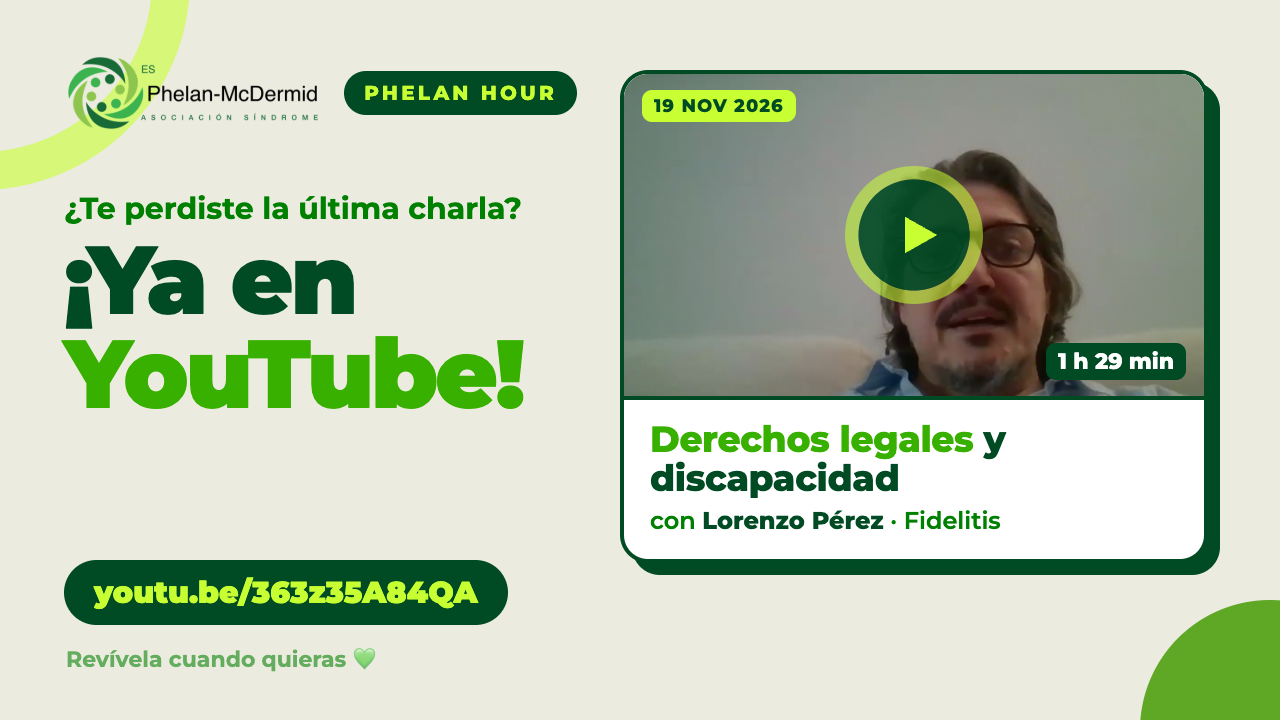 ES
Phelan-McDermid
ASOCIACIÓN SÍNDROME
PHELAN HOUR
¿Te perdiste la última charla?
¡Ya en
YouTube!
youtu.be/363z35A84QA
Revívela cuando quieras 💚
19 NOV 2026
1 h 29 min
Derechos legales y
discapacidad
con Lorenzo Pérez · Fidelitis